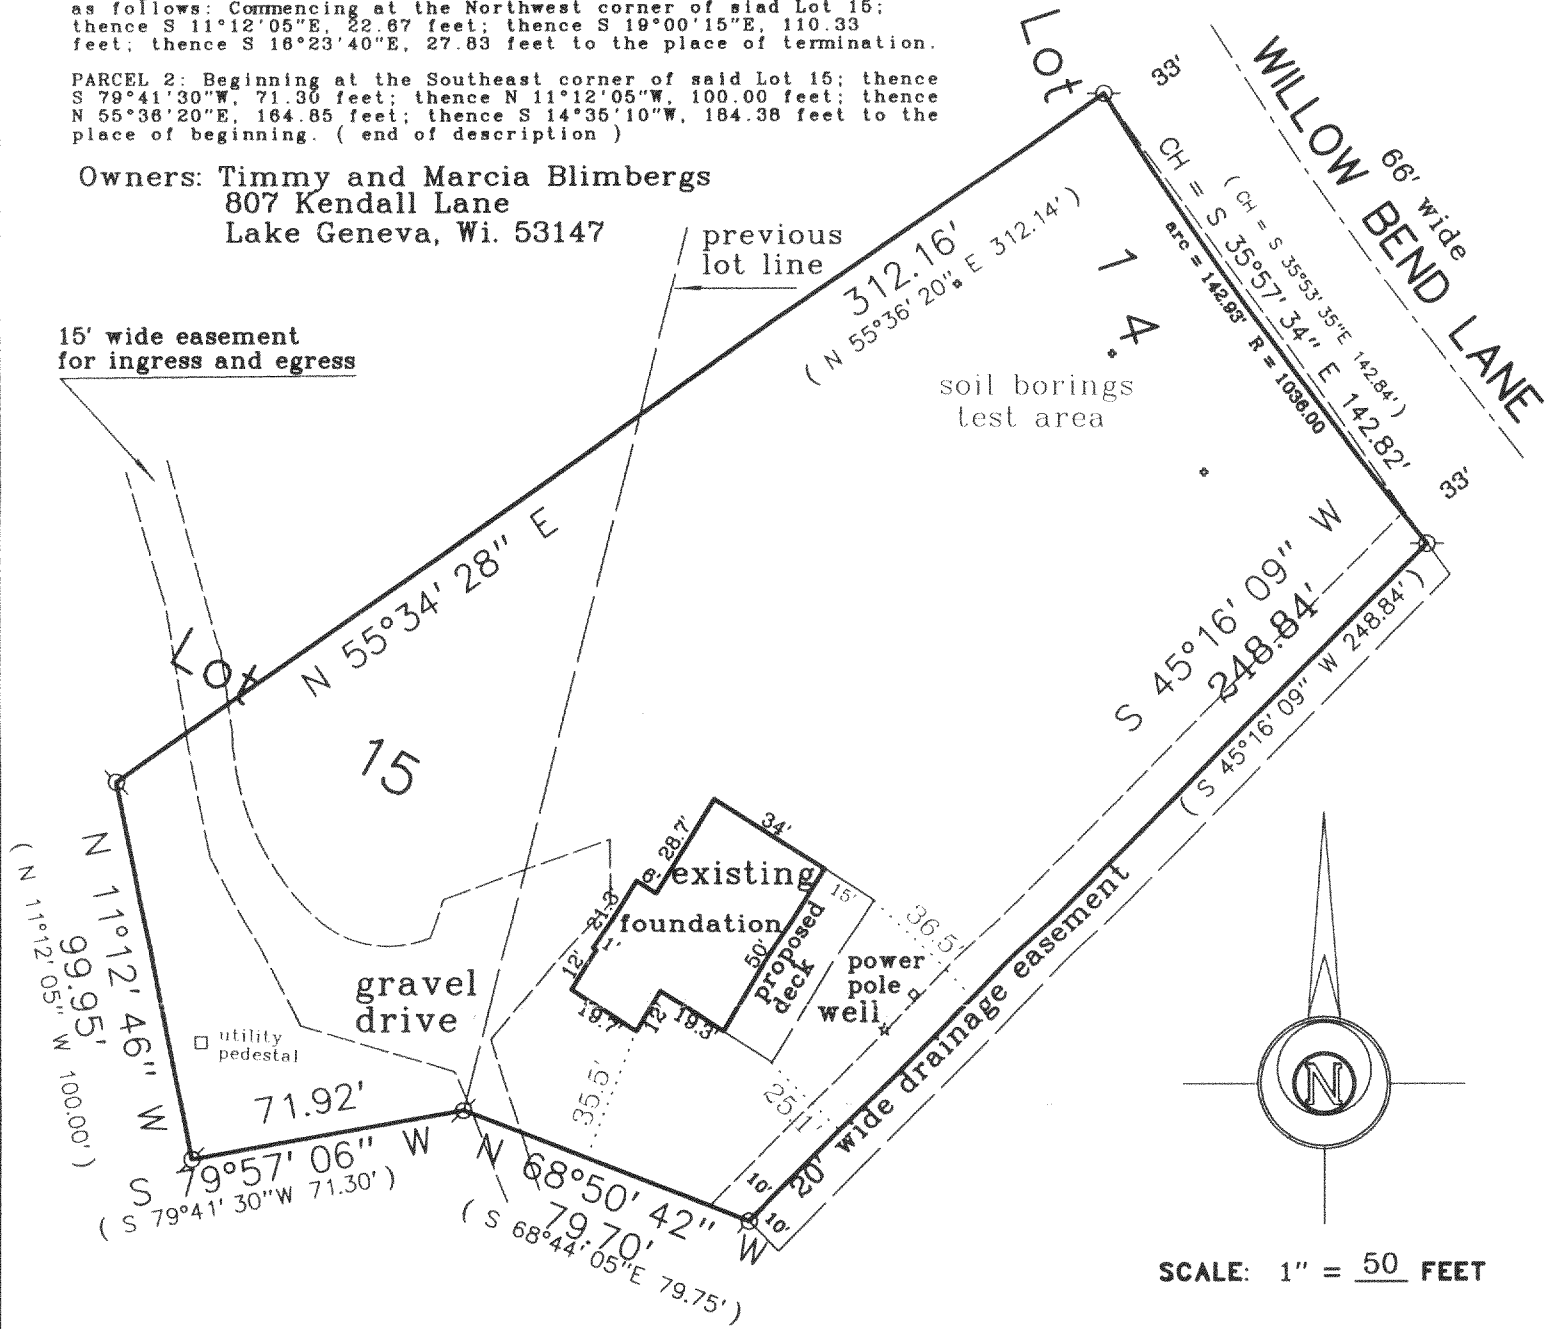 as follows: Commencing at the Northwest corner of siad Lot 15;
thence S 11°12'05"E, 22.67 feet; thence S 19°00'15"E, 110.33
feet; thence S 16°23'40"E, 27.83 feet to the place of termination.
PARCEL 2: Beginning at the Southeast corner of said Lot 15; thence
S 79°41'30"W, 71.30 feet; thence N 11°12'05"W, 100.00 feet; thence
N 55°36'20"E, 164.85 feet; thence S 14°35'10"W, 184.38 feet to the
place of beginning. ( end of description )
Owners: Timmy and Marcia Blimbergs
807 Kendall Lane
Lake Geneva, Wi. 53147
previous
lot line
15' wide easement
for ingress and egress
Lot
14
33'
WILLOW BEND LANE
66' wide
CH = S 35°57'34" E 142.82'
( CH = S 35°53'35"E 142.84')
arc = 142.93' R = 1036.00
33'
312.16'
( N 55°36'20" E 312.14')
soil borings
test area
N 55°34'28" E
S 45°16'09" W
248.84'
( S 45°16'09" W 248.84')
Lot
15
34'
28.7'
6'
existing
21.3'
foundation
1'
12'
50'
15'
proposed
deck
36.5'
power
pole
well
19.7'
12'
19.3'
35.5'
25.1'
20' wide drainage easement
10'
10'
gravel
drive
utility
pedestal
N 11°12'46" W
99.95'
( N 11°12'05" W 100.00')
71.92'
S 79°57'06" W
( S 79°41'30"W 71.30')
N 68°50'42" W
79.70'
( S 68°44'05"E 79.75')
N
SCALE: 1" = 50 FEET